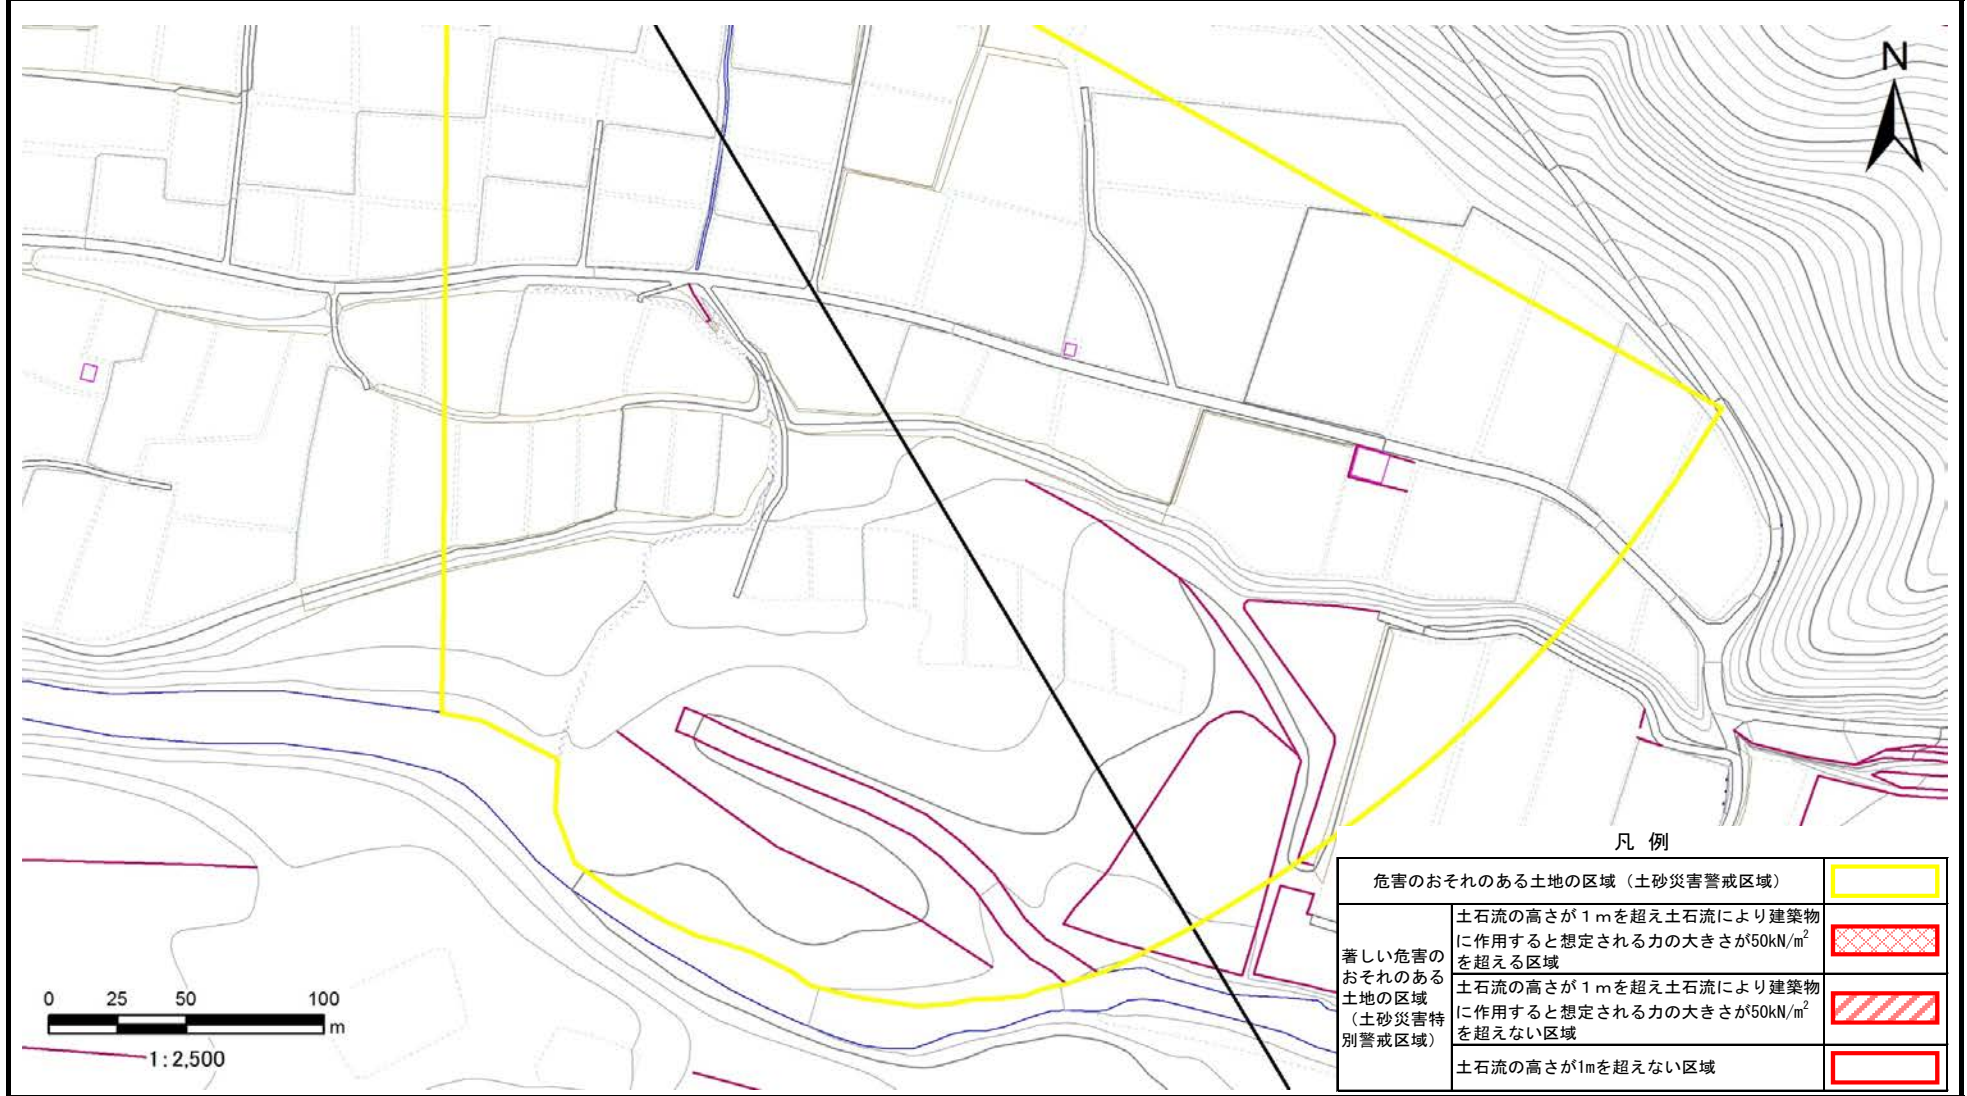 N
凡 例
危害のおそれのある土地の区域（土砂災害警戒区域）
著しい危害の
おそれのある
土地の区域
（土砂災害特
別警戒区域）
土石流の高さが１ｍを超え土石流により建築物
に作用すると想定される力の大きさが50kN/m²
を超える区域
土石流の高さが１ｍを超え土石流により建築物
に作用すると想定される力の大きさが50kN/m²
を超えない区域
土石流の高さが1mを超えない区域
0 25 50 100
m
1:2,500